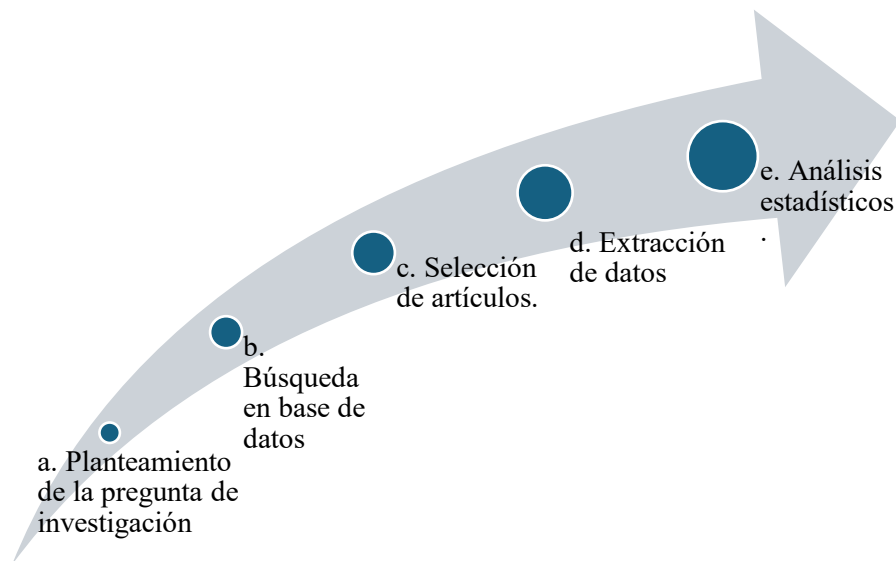 a. Planteamiento
de la pregunta de
investigación
b.
Búsqueda
en base de
datos
c. Selección
de artículos.
d. Extracción
de datos
e. Análisis
estadísticos
.